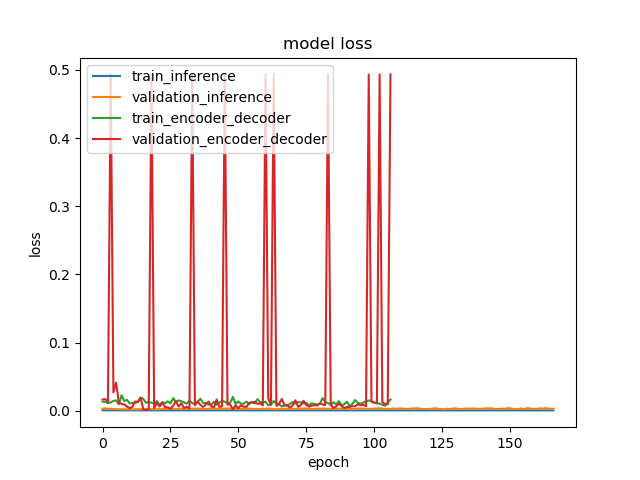 model loss
train_inference
validation_inference
train_encoder_decoder
validation_encoder_decoder
0.5
0.4
0.3
0.2
0.1
0.0
loss
0 25 50 75 100 125 150
epoch